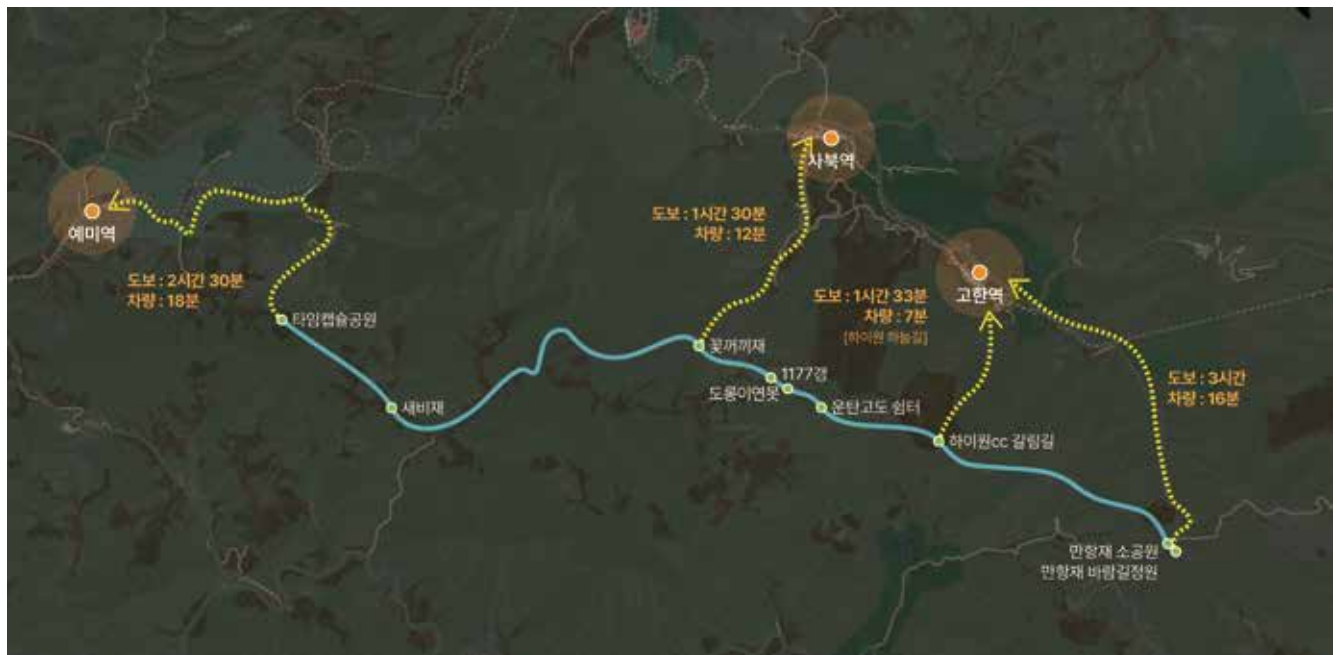 사북역
예미역
도보 : 2시간 30분
차량 : 18분
타임캡슐공원
새비재
도보 : 1시간 30분
차량 : 12분
꽃꺼끼재
1177갱
도롱이연못
운탄고도 쉼터
고한역
도보 : 1시간 33분
차량 : 7분
[하이원 하늘길]
하이원cc 갈림길
도보 : 3시간
차량 : 16분
만항재 소공원
만항재 바람길정원